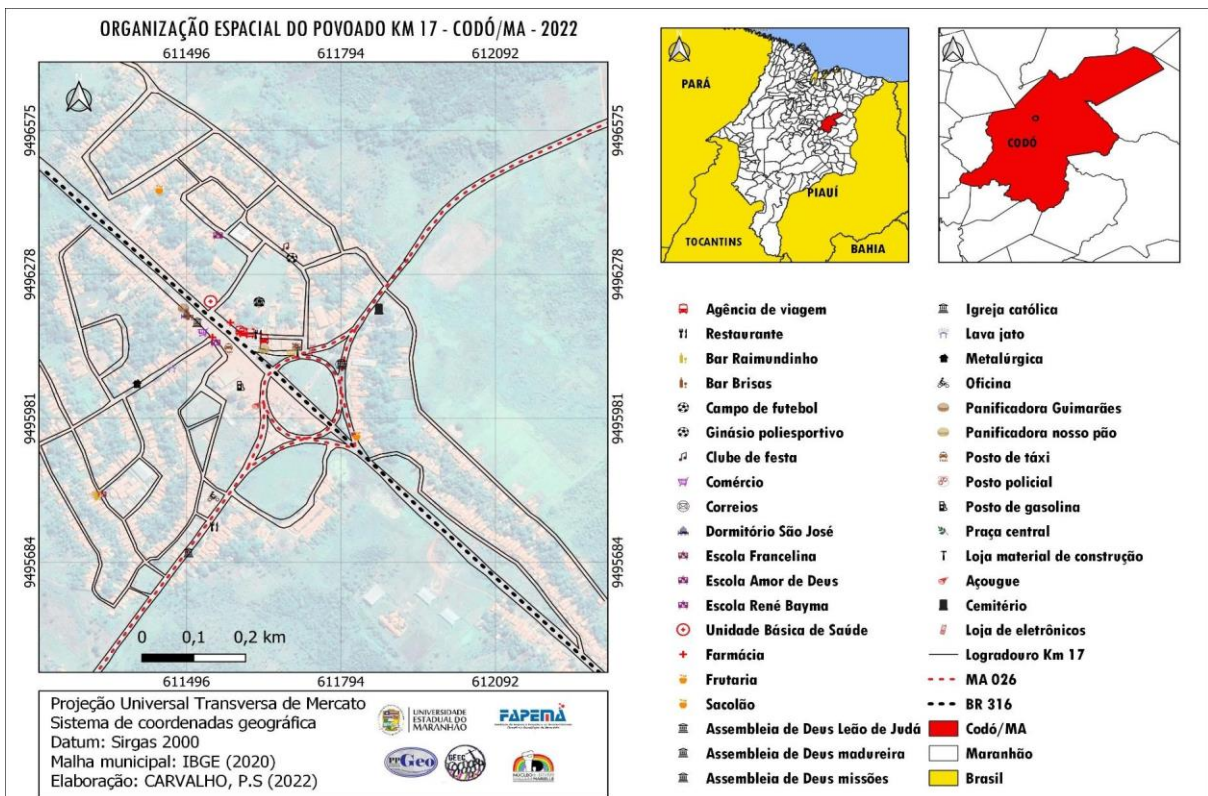 ORGANIZAÇÃO ESPACIAL DO POVOADO KM 17 - CODÓ/MA - 2022
611496
611794
612092
9496575
9496278
9495981
9495684
9496575
9496278
9495981
9495684
0
0,1
0,2 km
611496
611794
612092
Projeção Universal Transversa de Mercato
Sistema de coordenadas geográfica
Datum: Sirgas 2000
Malha municipal: IBGE (2020)
Elaboração: CARVALHO, P.S (2022)
UNIVERSIDADE
ESTADUAL DO
MARANHÃO
FAPEMA
PPGeo
PARÁ
PIAUÍ
TOCANTINS
BAHIA
CODÓ
Agência de viagem
Restaurante
Bar Raimundinho
Bar Brisas
Campo de futebol
Ginásio poliesportivo
Clube de festa
Comércio
Correios
Dormitório São José
Escola Francelina
Escola Amor de Deus
Escola René Bayma
Unidade Básica de Saúde
Farmácia
Frutaria
Sacolão
Assembleia de Deus Leão de Judá
Assembleia de Deus madureira
Assembleia de Deus missões
Igreja católica
Lava jato
Metalúrgica
Oficina
Panificadora Guimarães
Panificadora nosso pão
Posto de táxi
Posto policial
Posto de gasolina
Praça central
Loja material de construção
Açougue
Cemitério
Loja de eletrônicos
Logradouro Km 17
MA 026
BR 316
Codó/MA
Maranhão
Brasil